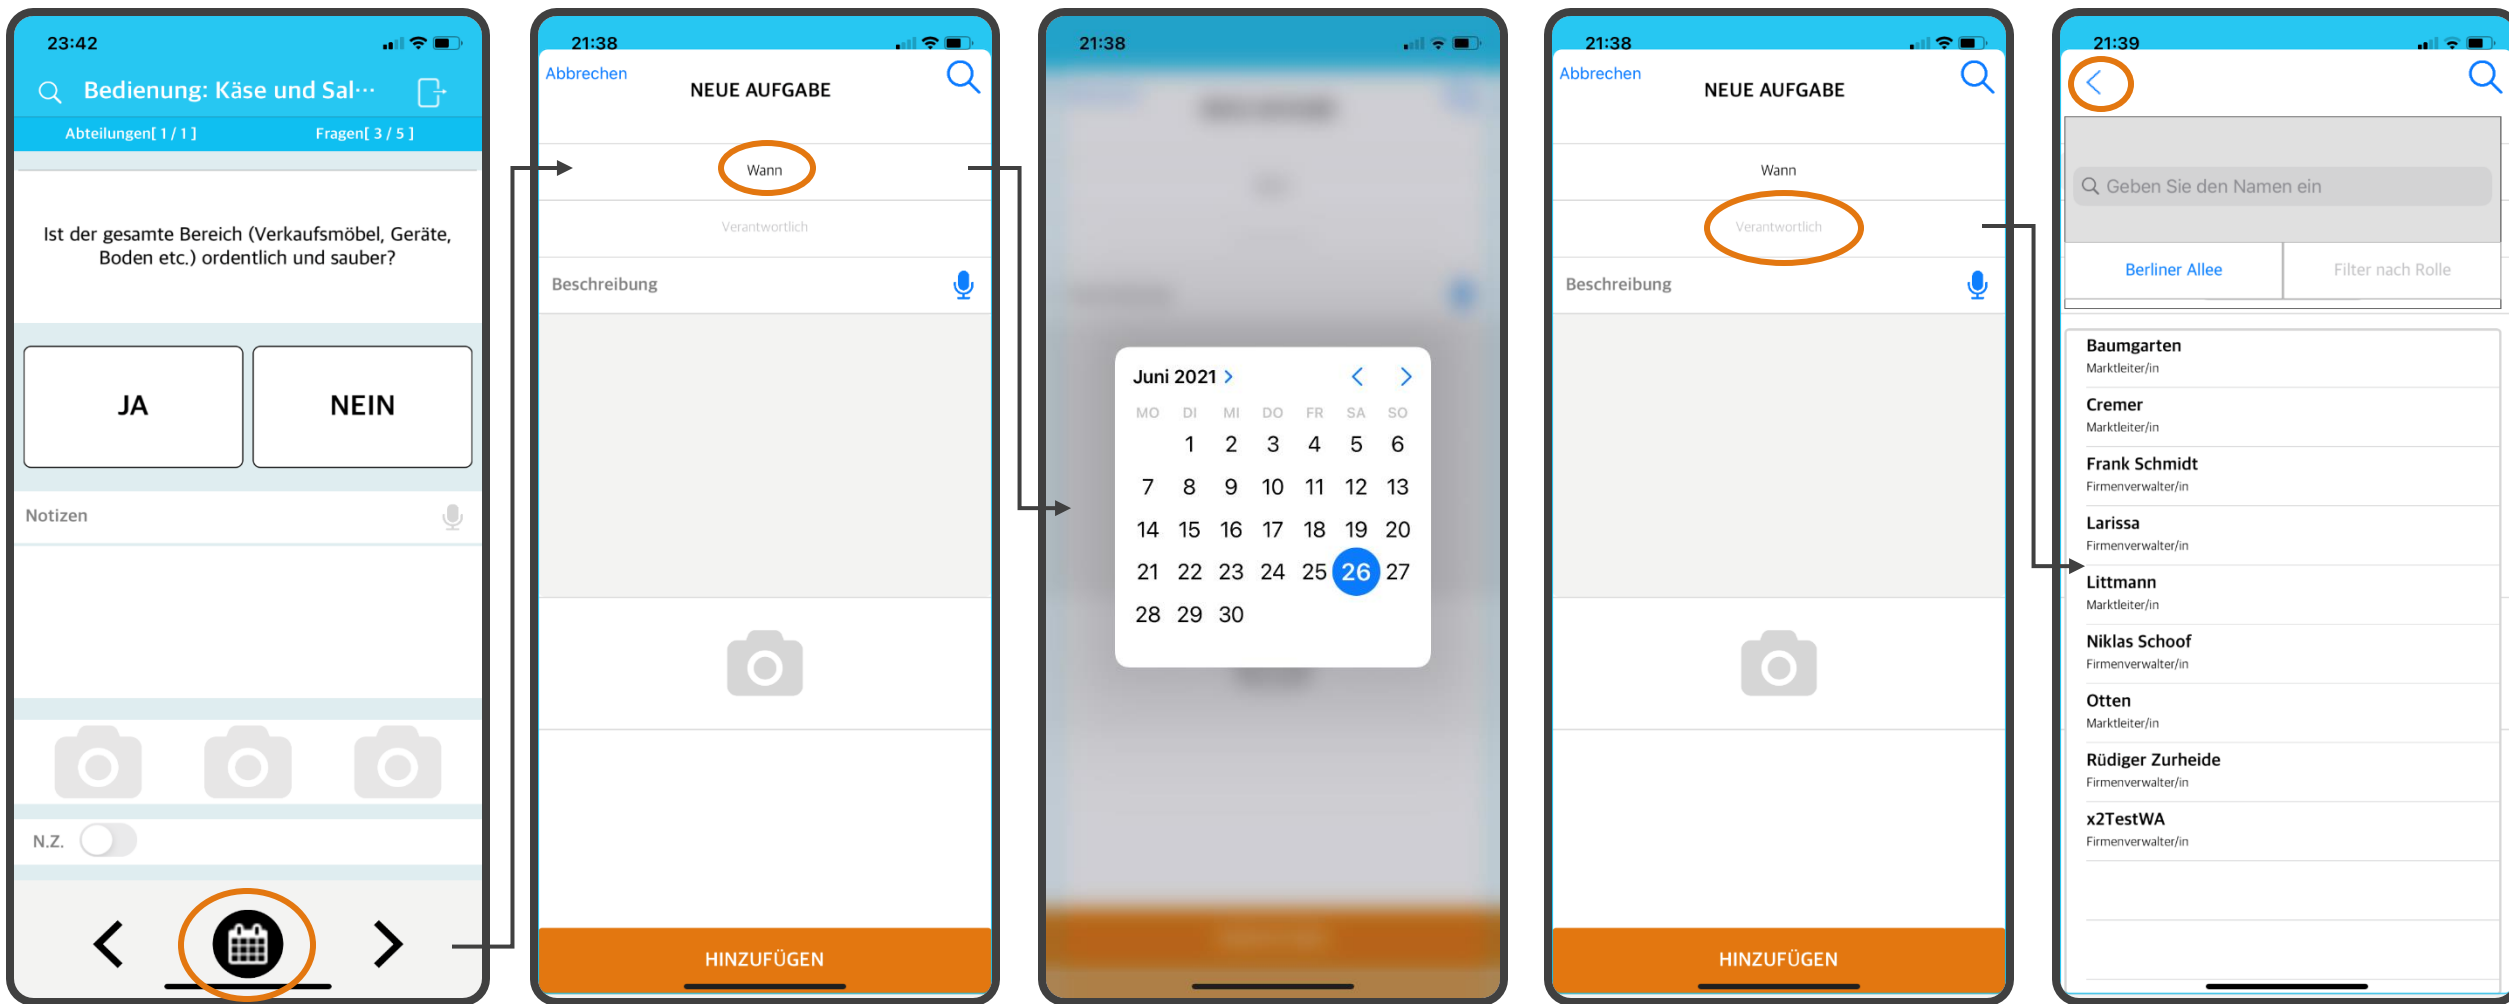 23:42
Bedienung: Käse und Sal···
Abteilungen[ 1 / 1 ]
Fragen[ 3 / 5 ]
Ist der gesamte Bereich (Verkaufsmöbel, Geräte,
Boden etc.) ordentlich und sauber?
JA
NEIN
Notizen
N.Z.
21:38
Abbrechen
NEUE AUFGABE
Wann
Verantwortlich
Beschreibung
HINZUFÜGEN
21:38
Juni 2021
MO DI MI DO FR SA SO
1 2 3 4 5 6
7 8 9 10 11 12 13
14 15 16 17 18 19 20
21 22 23 24 25 26 27
28 29 30
21:38
Abbrechen
NEUE AUFGABE
Wann
Verantwortlich
Beschreibung
HINZUFÜGEN
21:39
Geben Sie den Namen ein
Berliner Allee
Filter nach Rolle
Baumgarten
Marktleiter/in
Cremer
Marktleiter/in
Frank Schmidt
Firmenverwalter/in
Larissa
Firmenverwalter/in
Littmann
Marktleiter/in
Niklas Schoof
Firmenverwalter/in
Otten
Marktleiter/in
Rüdiger Zurheide
Firmenverwalter/in
x2TestWA
Firmenverwalter/in